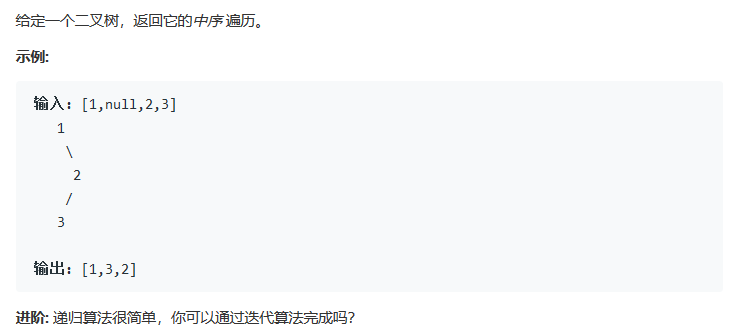 给定一个二叉树，返回它的中序 遍历。
示例:
输入: [1,null,2,3]
   1
    \
     2
    /
   3
输出: [1,3,2]
进阶: 递归算法很简单，你可以通过迭代算法完成吗？